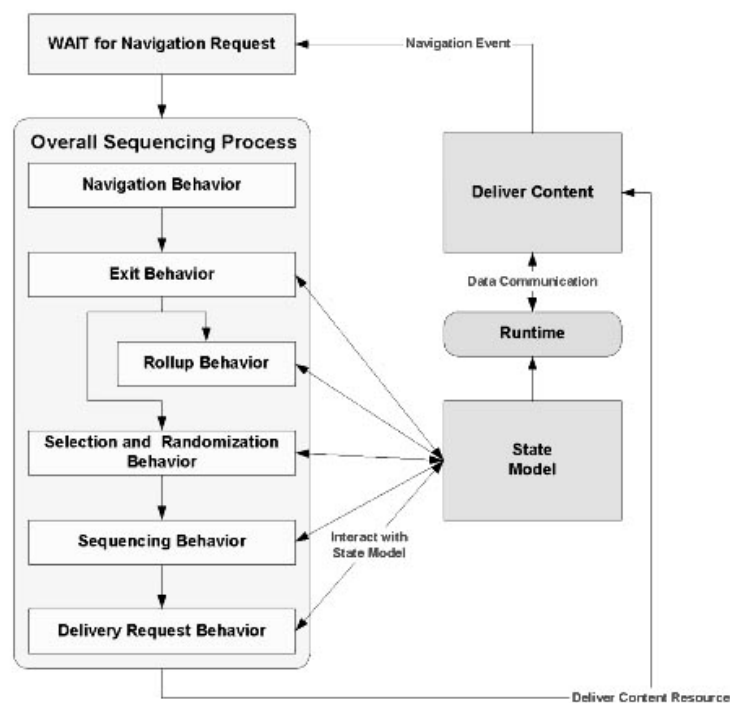 WAIT for Navigation Request
Navigation Event
Overall Sequencing Process
Navigation Behavior
Deliver Content
Exit Behavior
Data Communication
Runtime
Rollup Behavior
Selection and Randomization
Behavior
State
Model
Sequencing Behavior
Interact with
State Model
Delivery Request Behavior
Deliver Content Resource